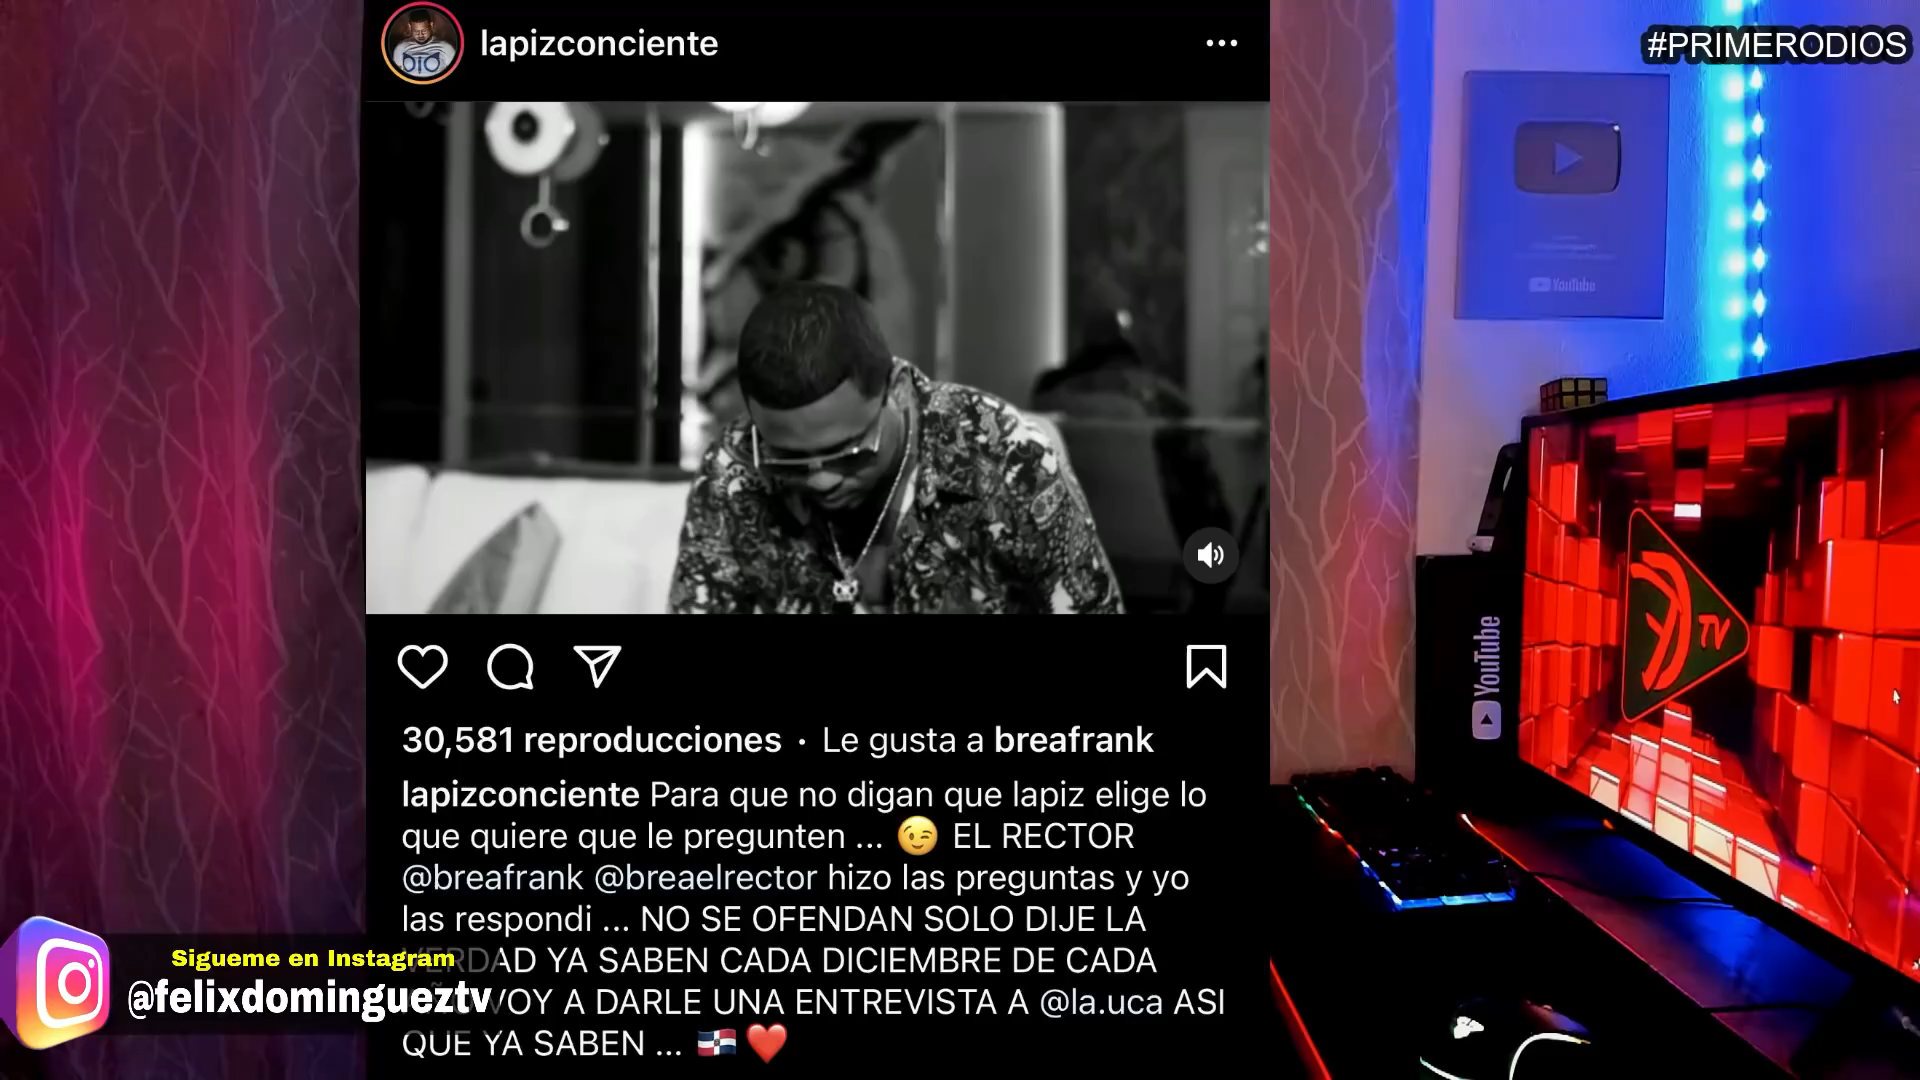 lapizconciente
#PRIMERODIOS
YouTube
YouTube
TV
30,581 reproducciones · Le gusta a breafrank
lapizconciente Para que no digan que lapiz elige lo
que quiere que le pregunten ... 😉 EL RECTOR
@breafrank @breaelrector hizo las preguntas y yo
las respondi ... NO SE OFENDAN SOLO DIJE LA
VERDAD YA SABEN CADA DICIEMBRE DE CADA
VOY A DARLE UNA ENTREVISTA A @la.uca ASI
QUE YA SABEN ... 🇩🇴 ❤️
Sigueme en Instagram
@felixdomingueztv